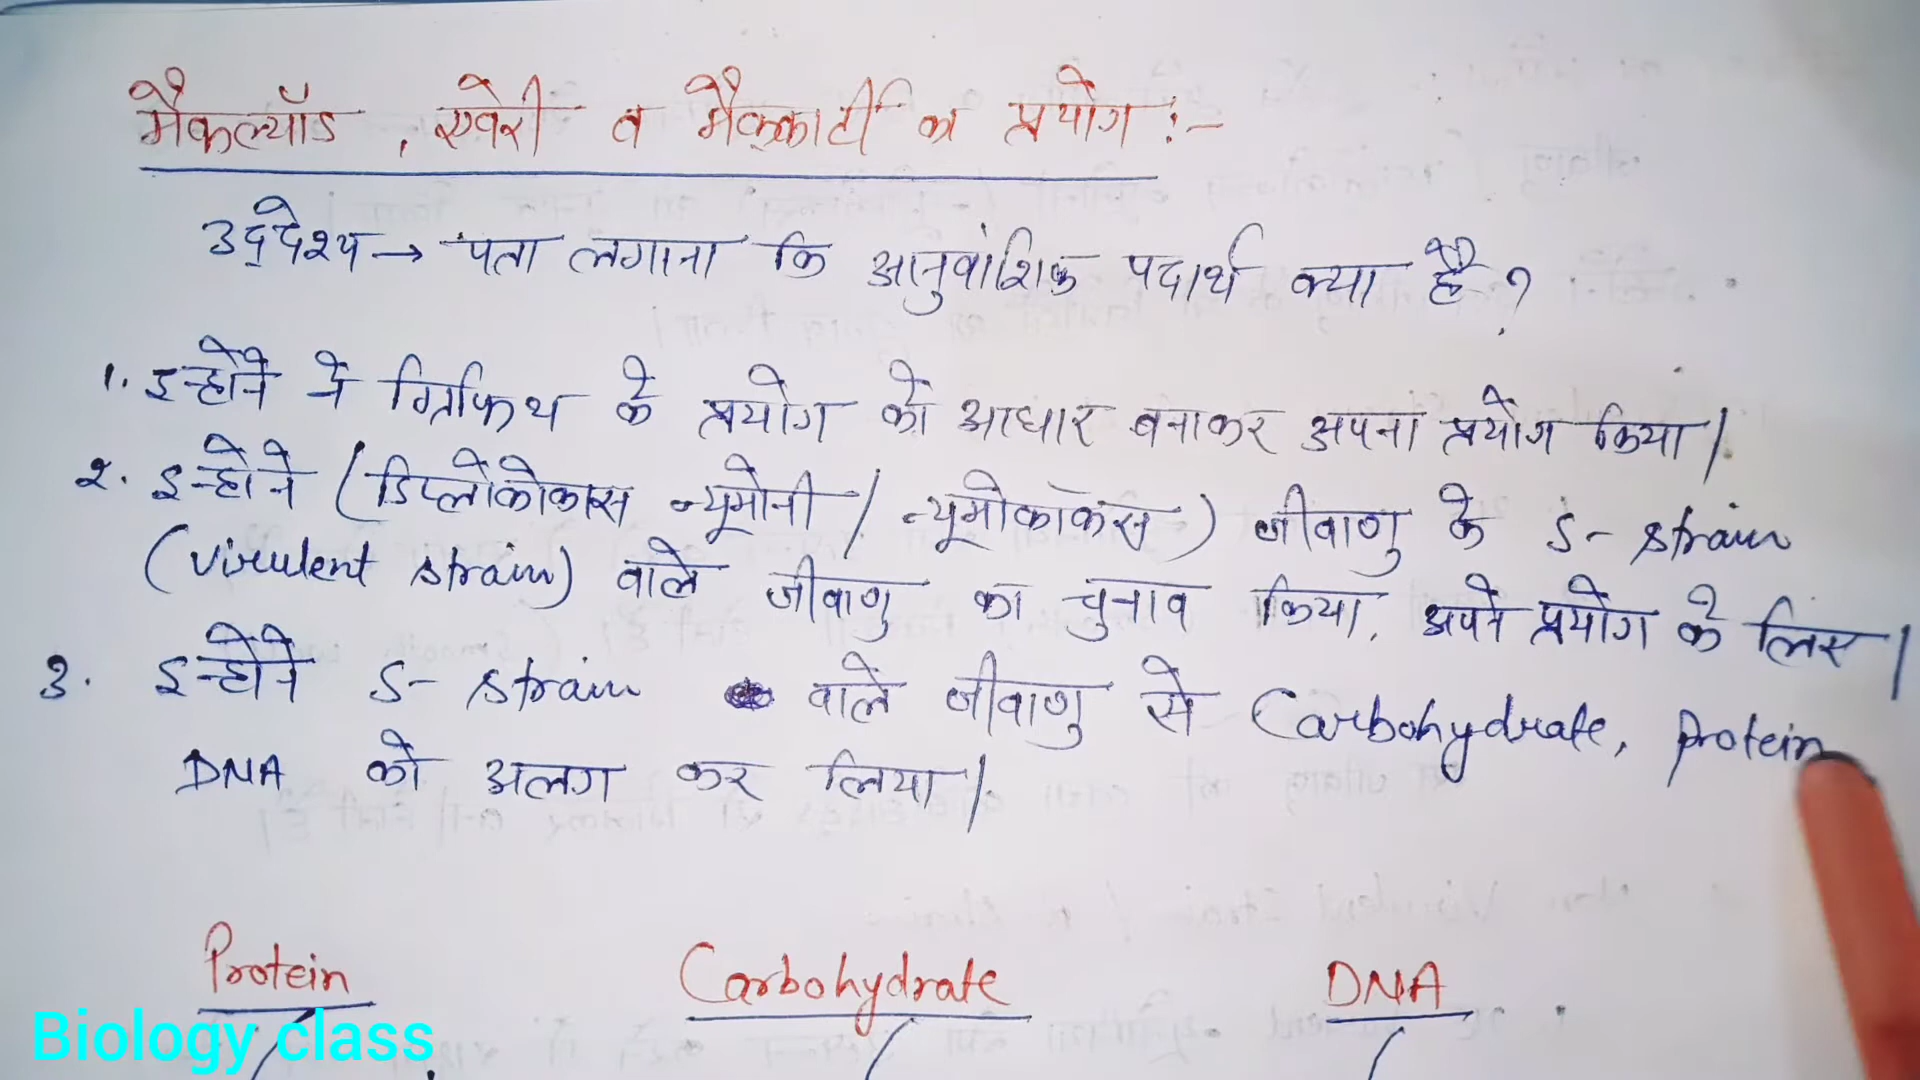 मैकल्यॉड, एवेरी व मैक्कार्टी का प्रयोग :-
उद्देश्य → पता लगाना कि आनुवांशिक पदार्थ क्या है ?
1. इन्होने ने ग्रिफिथ के प्रयोग को आधार बनाकर अपना प्रयोग किया।
2. इन्होने (डिप्लोकोकास न्यूमोनी / न्यूमोकॉकस) जीवाणु के S- strain
(virulent strain) वाले जीवाणु का चुनाव किया, अपने प्रयोग के लिए।
3. इन्होने S- strain वाले जीवाणु से Carbohydrate, Protein
DNA को अलग कर लिया।
Protein Carbohydrate DNA
Biology class